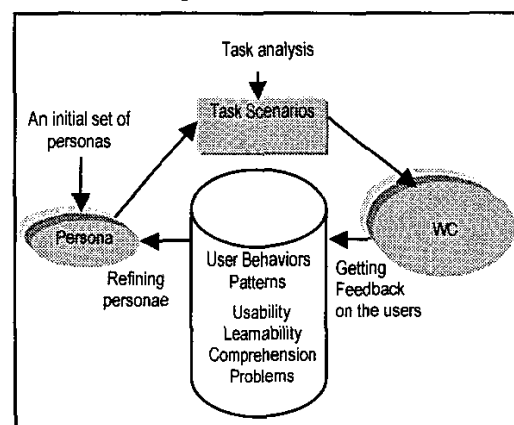 Task analysis
Task Scenarios
An initial set of
personas
Persona
WC
User Behaviors
Patterns
Usability
Learnability
Comprehension
Problems
Refining
personae
Getting
Feedback
on the users